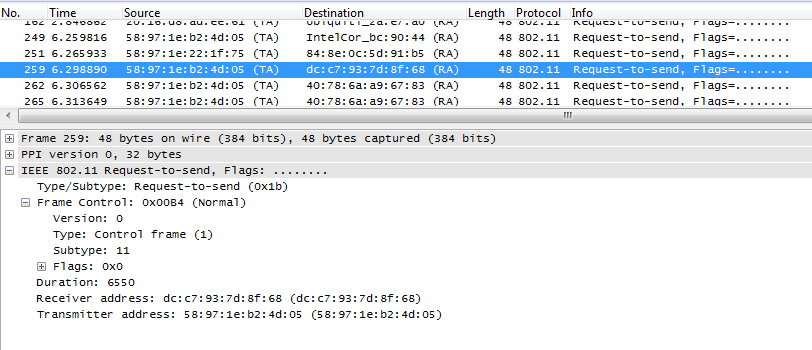 No. Time Source Destination Length Protocol Info
162 2.846862 (TA) (RA) 48 802.11 Request-to-send, Flags=........
249 6.259816 58:97:1e:b2:4d:05 (TA) IntelCor_bc:90:44 (RA) 48 802.11 Request-to-send, Flags=........
251 6.265933 58:97:1e:22:1f:75 (TA) 84:8e:0c:5d:91:b5 (RA) 48 802.11 Request-to-send, Flags=........
259 6.298890 58:97:1e:b2:4d:05 (TA) dc:c7:93:7d:8f:68 (RA) 48 802.11 Request-to-send, Flags=........
262 6.306562 58:97:1e:b2:4d:05 (TA) 40:78:6a:a9:67:83 (RA) 48 802.11 Request-to-send, Flags=........
265 6.313649 58:97:1e:b2:4d:05 (TA) 40:78:6a:a9:67:83 (RA) 48 802.11 Request-to-send, Flags=........
Frame 259: 48 bytes on wire (384 bits), 48 bytes captured (384 bits)
PPI version 0, 32 bytes
IEEE 802.11 Request-to-send, Flags: ........
Type/Subtype: Request-to-send (0x1b)
Frame Control: 0x00B4 (Normal)
Version: 0
Type: Control frame (1)
Subtype: 11
Flags: 0x0
Duration: 6550
Receiver address: dc:c7:93:7d:8f:68 (dc:c7:93:7d:8f:68)
Transmitter address: 58:97:1e:b2:4d:05 (58:97:1e:b2:4d:05)